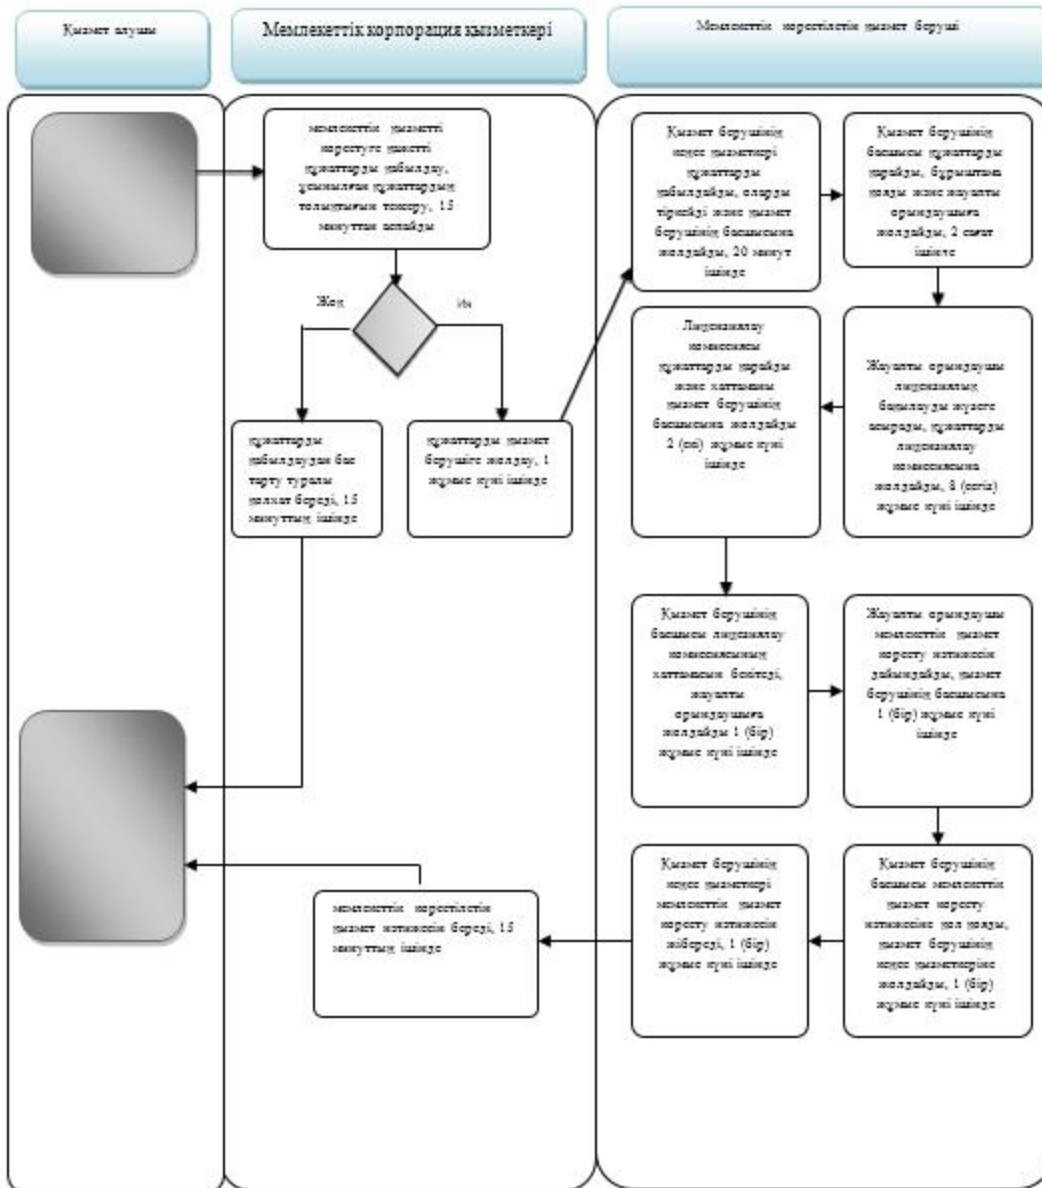 Қызмет алушы
Мемлекеттік корпорация қызметкері
Мемлекеттік көрсетілетін қызмет беруші
мемлекеттік қызметті
көрсетуге қажетті
құжаттарды қабылдау,
ұсынылған құжаттардың
толықтығын тексеру, 15
минуттан аспайды
Жоқ
Ия
құжаттарды
қабылдаудан бас
тарту туралы
қолхат береді, 15
минуттың ішінде
құжаттарды қызмет
берушіге жолдау, 1
жұмыс күні ішінде
Қызмет берушінің
кеңсе қызметкері
құжаттарды
қабылдайды, оларды
тіркейді және қызмет
берушінің басшысына
жолдайды, 20 минут
ішінде
Қызмет берушінің
басшысы құжаттарды
қарайды, бұрыштама
қояды және жауапты
орындаушыға
жолдайды, 2 сағат
ішінде
Жауапты орындаушы
лицензиялық
бақылауды жүзеге
асырады, құжаттарды
лицензиялау
комиссиясына
жолдайды, 8 (сегіз)
жұмыс күні ішінде
Лицензиялау
комиссиясы
құжаттарды қарайды
және хаттаманы
қызмет берушінің
басшысына жолдайды
2 (екі) жұмыс күні
ішінде
Қызмет берушінің
басшысы лицензиялау
комиссиясының
хаттамасын бекітеді,
жауапты
орындаушыға
жолдайды 1 (бір)
жұмыс күні ішінде
Жауапты орындаушы
мемлекеттік қызмет
көрсету нәтижесін
дайындайды, қызмет
берушінің басшысына
1 (бір) жұмыс күні
ішінде
Қызмет берушінің
басшысы мемлекеттік
қызмет көрсету
нәтижесіне қол қояды,
қызмет берушінің
кеңсе қызметкеріне
жолдайды, 1 (бір)
жұмыс күні ішінде
Қызмет берушінің
кеңсе қызметкері
мемлекеттік қызмет
көрсету нәтижесін
жібереді, 1 (бір)
жұмыс күні ішінде
мемлекеттік көрсетілетін
қызмет нәтижесін береді, 15
минуттың ішінде